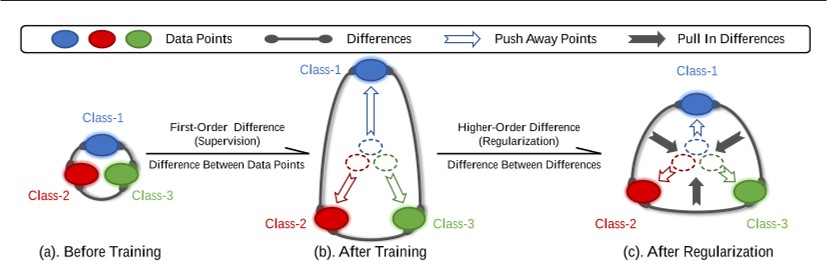 Data Points
Differences
Push Away Points
Pull In Differences
Class-1
Class-2
Class-3
(a). Before Training
First-Order Difference
(Supervision)
Difference Between Data Points
Class-1
Class-2
Class-3
(b). After Training
Higher-Order Difference
(Regularization)
Difference Between Differences
Class-1
Class-2
Class-3
(c). After Regularization